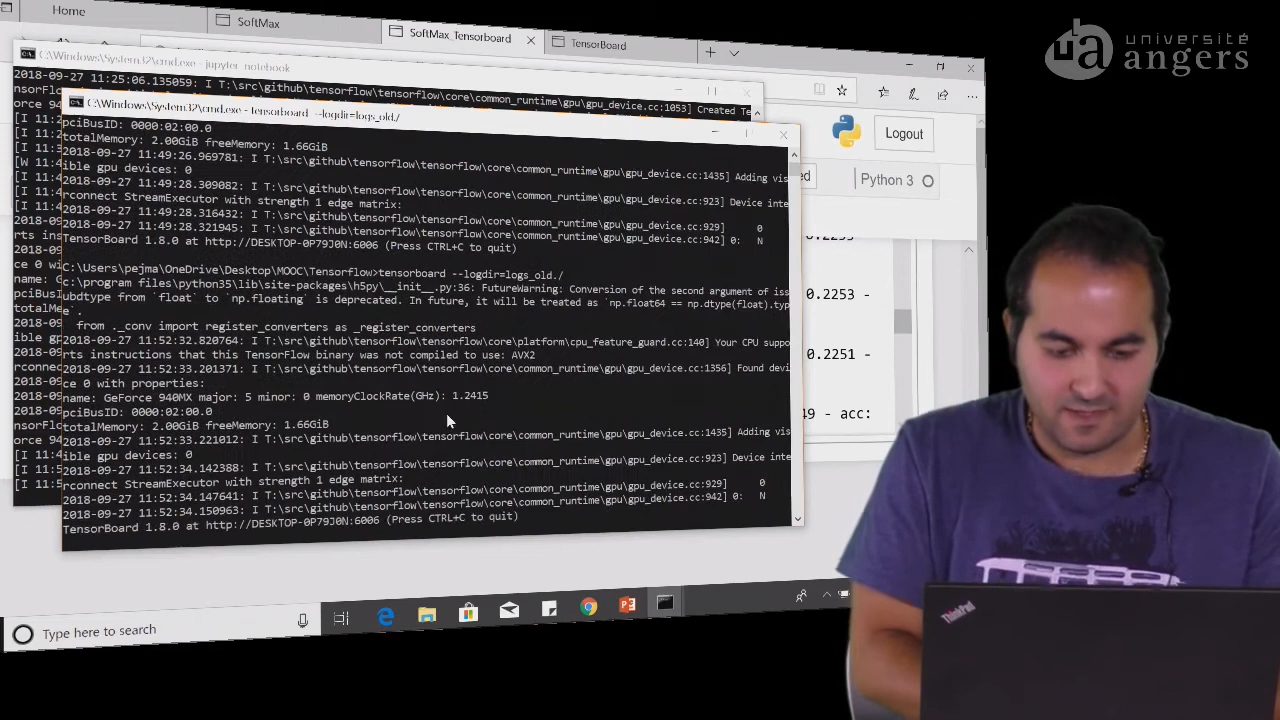 Home
SoftMax
SoftMax_Tensorboard
TensorBoard
université
angers
C:\Windows\System32\cmd.exe - jupyter notebook
2018-09-27 11:25:06.135059: I T:\src\github\tensorflow\tensorflow\core\common_runtime\gpu\gpu_device.cc:1053] Created Te
C:\Windows\System32\cmd.exe - tensorboard --logdir=logs_old./
pciBusID: 0000:02:00.0
totalMemory: 2.00GiB freeMemory: 1.66GiB
2018-09-27 11:49:26.969781: I T:\src\github\tensorflow\tensorflow\core\common_runtime\gpu\gpu_device.cc:1435] Adding vis
ible gpu devices: 0
2018-09-27 11:49:28.309082: I T:\src\github\tensorflow\tensorflow\core\common_runtime\gpu\gpu_device.cc:923] Device inte
rconnect StreamExecutor with strength 1 edge matrix:
2018-09-27 11:49:28.316432: I T:\src\github\tensorflow\tensorflow\core\common_runtime\gpu\gpu_device.cc:929] 0
2018-09-27 11:49:28.321945: I T:\src\github\tensorflow\tensorflow\core\common_runtime\gpu\gpu_device.cc:942] 0: N
TensorBoard 1.8.0 at http://DESKTOP-0P79J0N:6006 (Press CTRL+C to quit)
C:\Users\pejma\OneDrive\Desktop\MOOC\Tensorflow>tensorboard --logdir=logs_old./
c:\program files\python35\lib\site-packages\h5py\__init__.py:36: FutureWarning: Conversion of the second argument of iss
ubdtype from `float` to `np.floating` is deprecated. In future, it will be treated as `np.float64 == np.dtype(float).typ
e`.
from ._conv import register_converters as _register_converters
2018-09-27 11:52:32.820764: I T:\src\github\tensorflow\tensorflow\core\platform\cpu_feature_guard.cc:140] Your CPU suppo
rts instructions that this TensorFlow binary was not compiled to use: AVX2
2018-09-27 11:52:33.201371: I T:\src\github\tensorflow\tensorflow\core\common_runtime\gpu\gpu_device.cc:1356] Found devi
ce 0 with properties:
name: GeForce 940MX major: 5 minor: 0 memoryClockRate(GHz): 1.2415
pciBusID: 0000:02:00.0
totalMemory: 2.00GiB freeMemory: 1.66GiB
2018-09-27 11:52:33.221012: I T:\src\github\tensorflow\tensorflow\core\common_runtime\gpu\gpu_device.cc:1435] Adding vis
ible gpu devices: 0
2018-09-27 11:52:34.142388: I T:\src\github\tensorflow\tensorflow\core\common_runtime\gpu\gpu_device.cc:923] Device inte
rconnect StreamExecutor with strength 1 edge matrix:
2018-09-27 11:52:34.147641: I T:\src\github\tensorflow\tensorflow\core\common_runtime\gpu\gpu_device.cc:929] 0
2018-09-27 11:52:34.150963: I T:\src\github\tensorflow\tensorflow\core\common_runtime\gpu\gpu_device.cc:942] 0: N
TensorBoard 1.8.0 at http://DESKTOP-0P79J0N:6006 (Press CTRL+C to quit)
Logout
Python 3
0.2253 -
0.2251 -
49 - acc:
Type here to search
ThinkPad